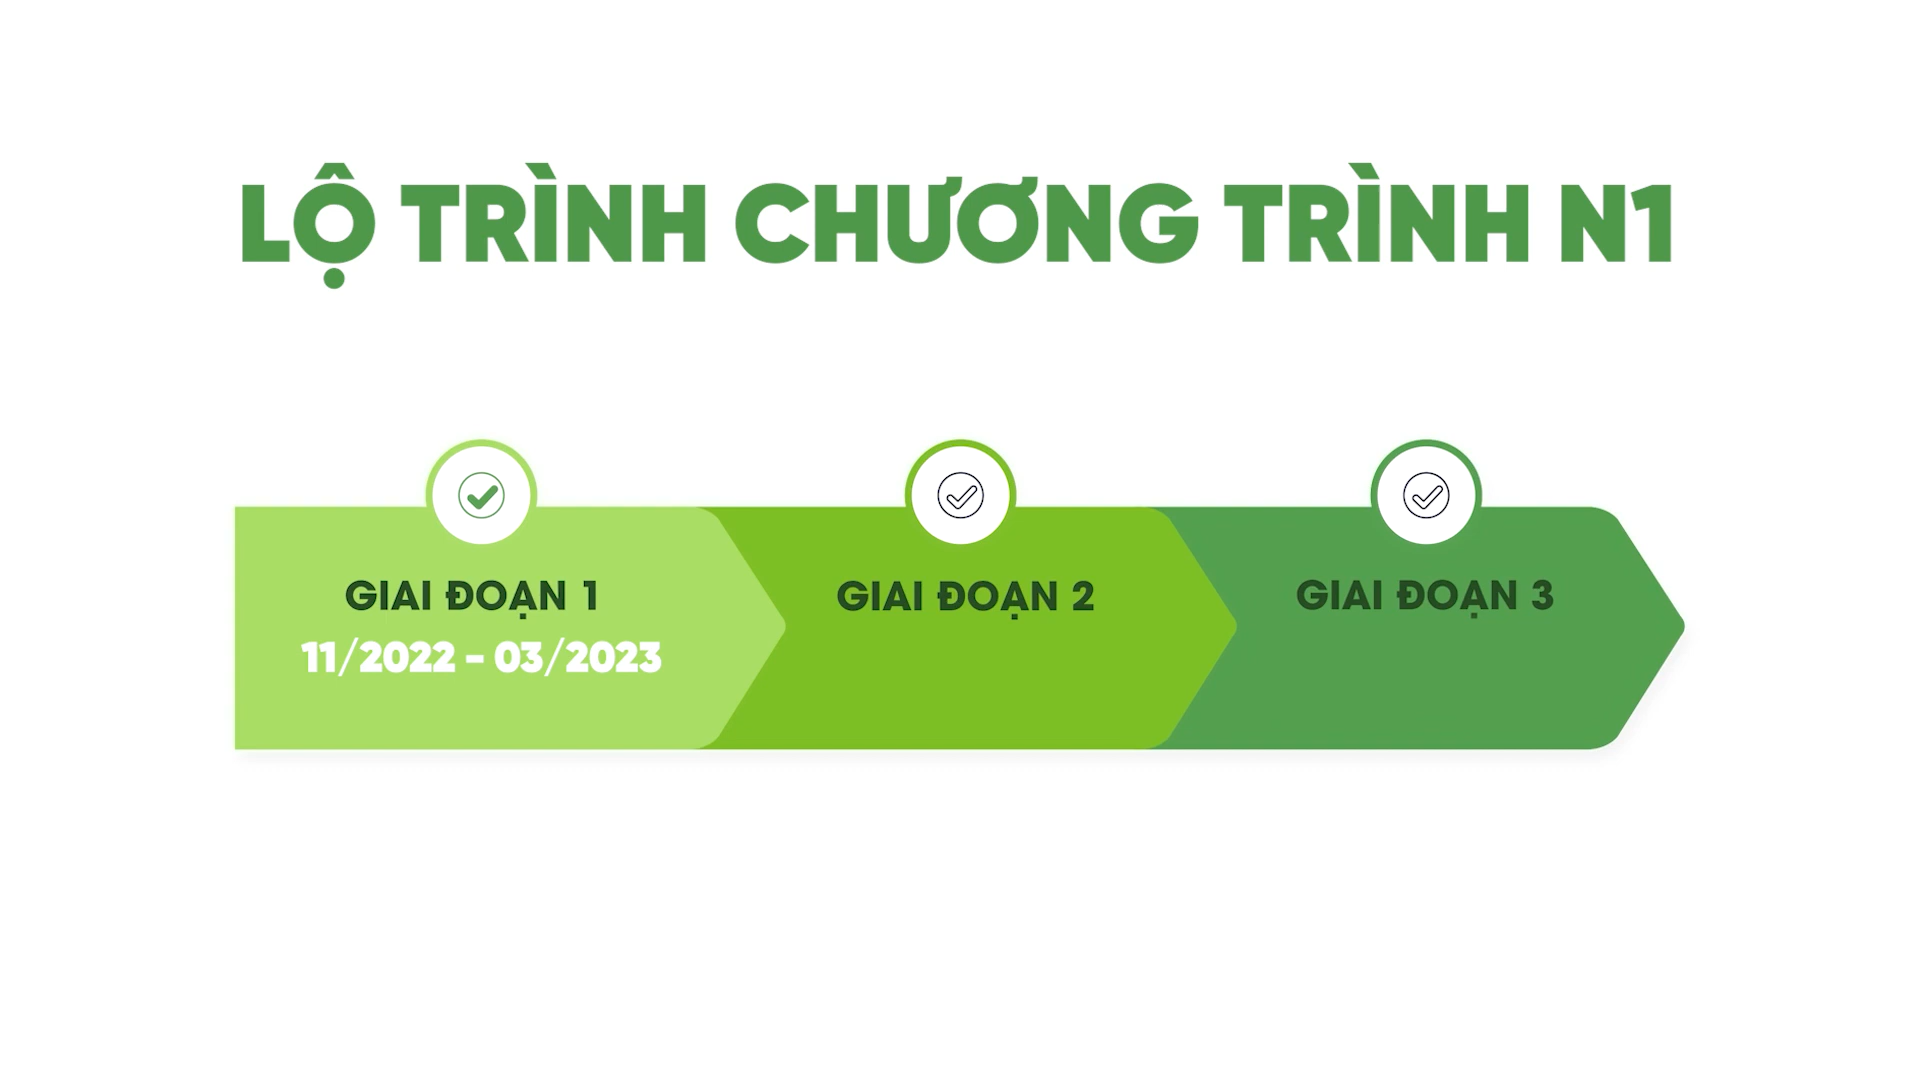 LỘ TRÌNH CHƯƠNG TRÌNH N1
GIAI ĐOẠN 1
11/2022 - 03/2023
GIAI ĐOẠN 2
GIAI ĐOẠN 3